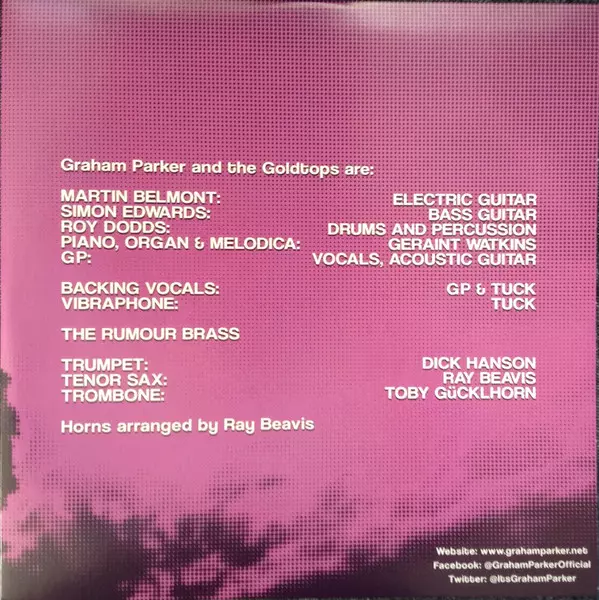 Graham Parker and the Goldtops are:
MARTIN BELMONT: ELECTRIC GUITAR
SIMON EDWARDS: BASS GUITAR
ROY DODDS: DRUMS AND PERCUSSION
PIANO, ORGAN & MELODICA: GERAINT WATKINS
GP: VOCALS, ACOUSTIC GUITAR
BACKING VOCALS: GP & TUCK
VIBRAPHONE: TUCK
THE RUMOUR BRASS
TRUMPET: DICK HANSON
TENOR SAX: RAY BEAVIS
TROMBONE: TOBY GüCKLHORN
Horns arranged by Ray Beavis
Website: www.grahamparker.net
Facebook: @GrahamParkerOfficial
Twitter: @ItsGrahamParker